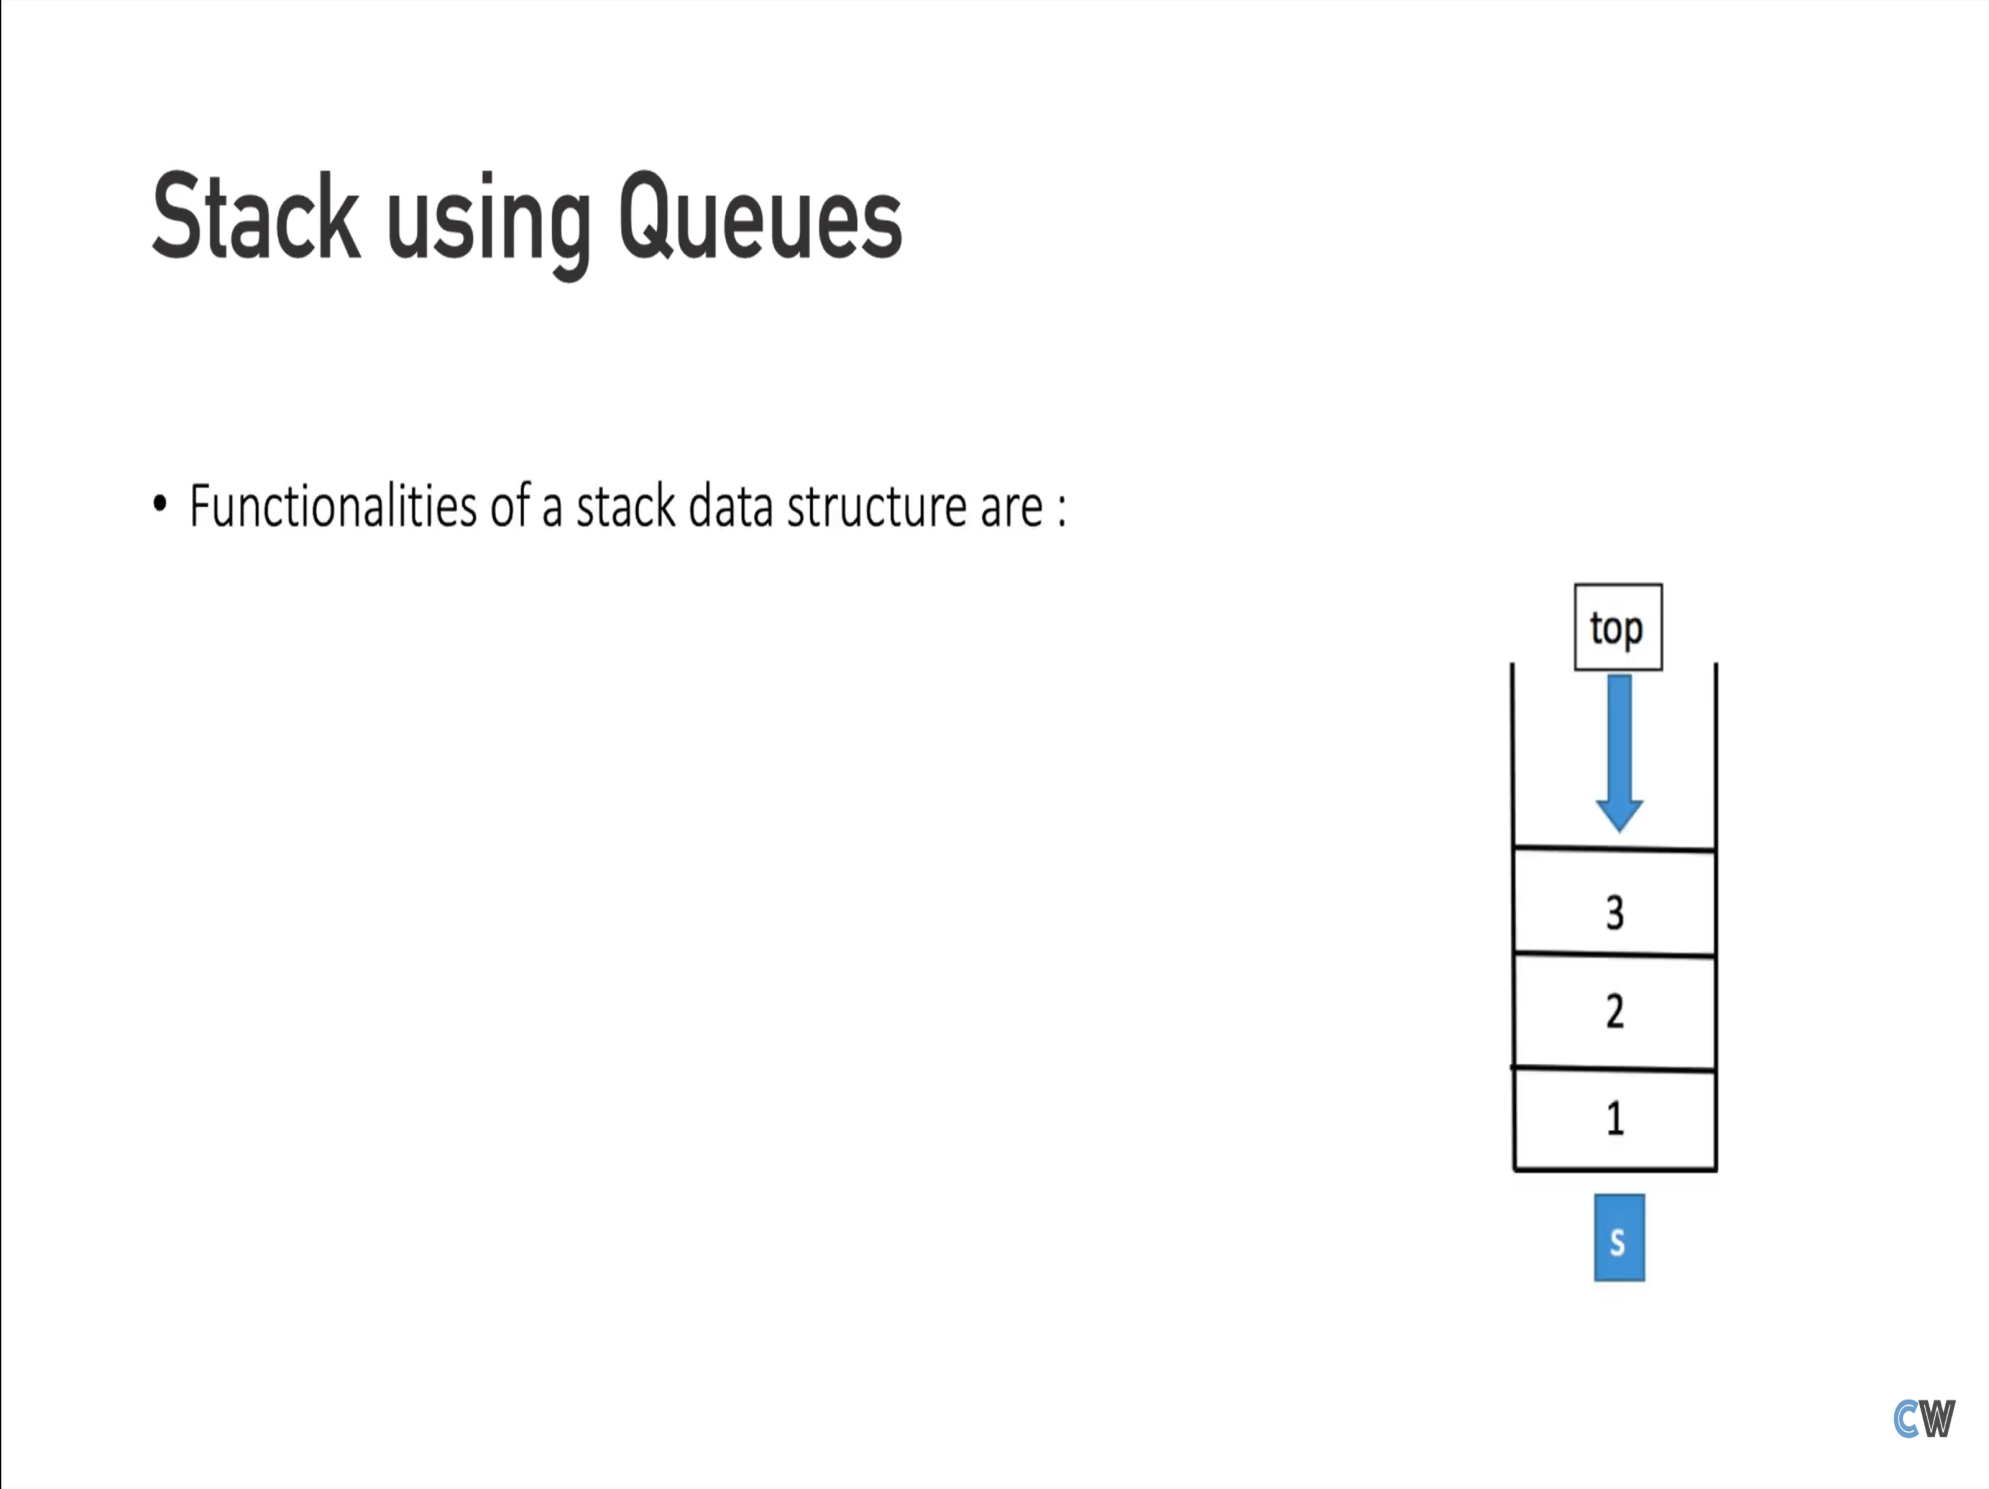 Stack using Queues
• Functionalities of a stack data structure are :
top
3
2
1
s
CW